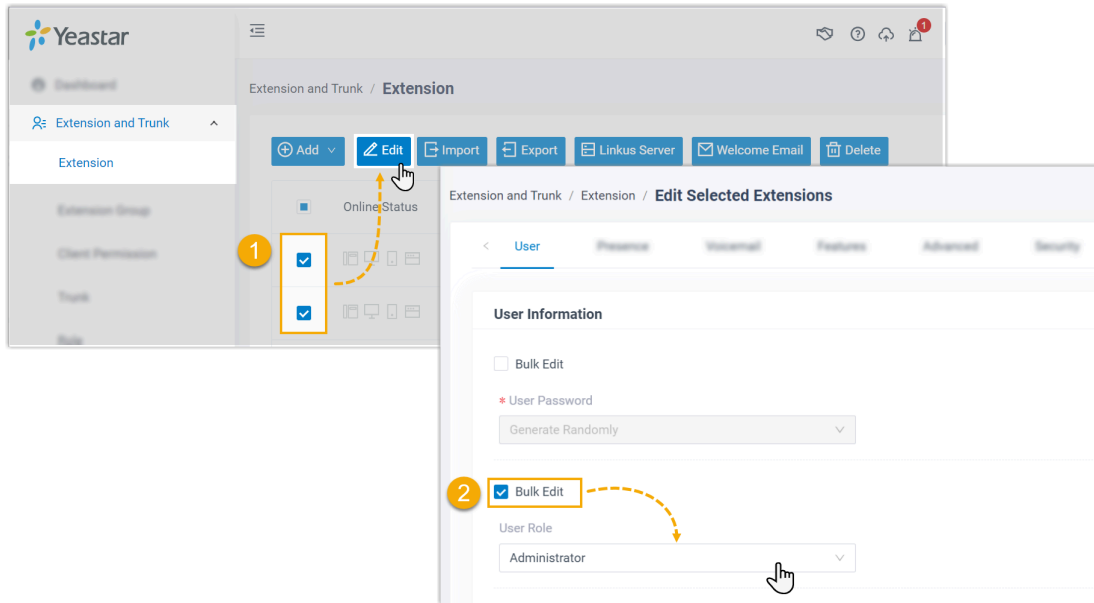 Yeastar
1
Dashboard
Extension and Trunk / Extension
Extension and Trunk
Extension
Add
Edit
Import
Export
Linkus Server
Welcome Email
Delete
Extension Group
Client Permission
Trunk
Online Status
1
Extension and Trunk / Extension / Edit Selected Extensions
User
Presence
Voicemail
Features
Advanced
Security
User Information
Bulk Edit
* User Password
Generate Randomly
2
Bulk Edit
User Role
Administrator